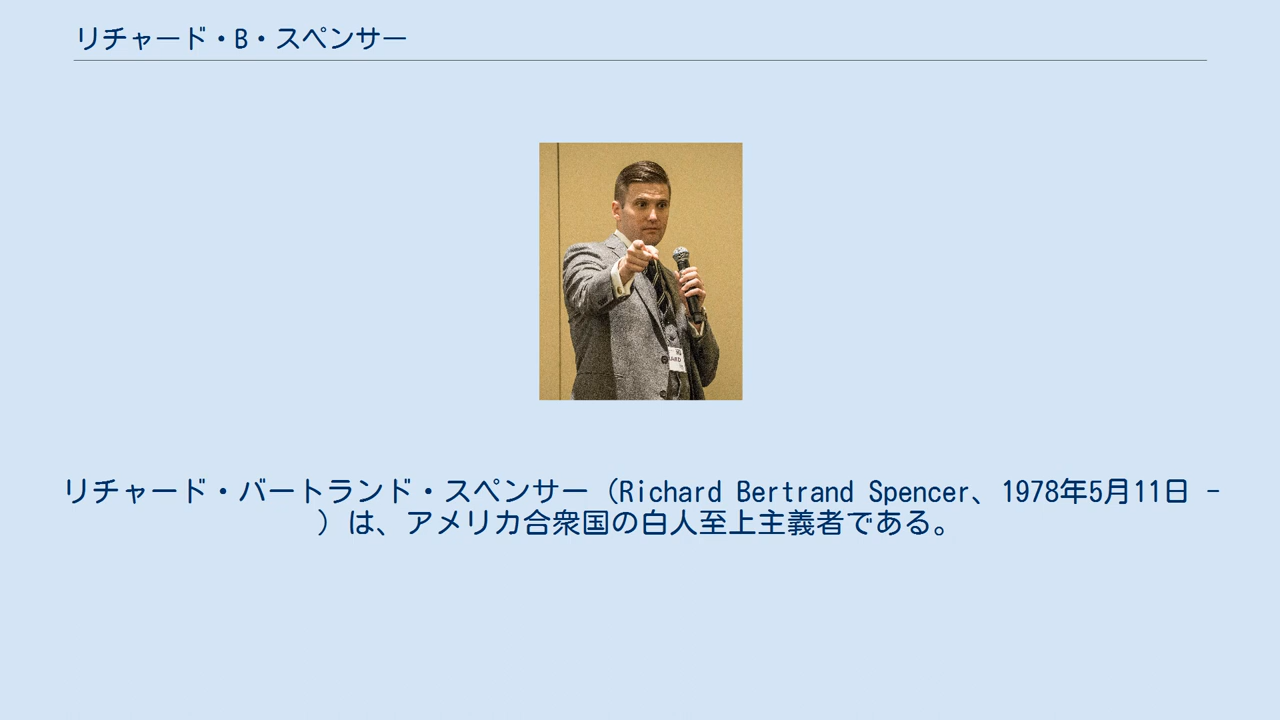 リチャード・B・スペンサー
リチャード・バートランド・スペンサー（Richard Bertrand Spencer、1978年5月11日 -
）は、アメリカ合衆国の白人至上主義者である。